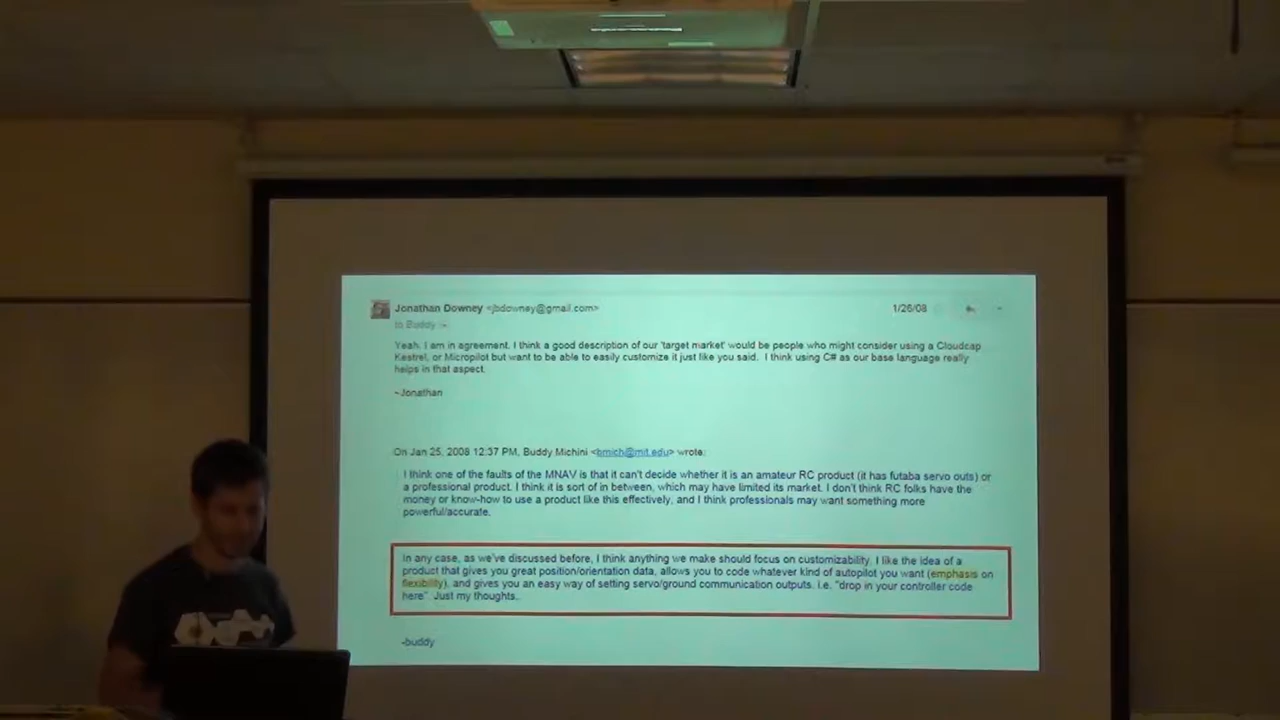 Jonathan Downey <jbdowney@gmail.com> 1/26/08
to Buddy
Yeah. I am in agreement. I think a good description of our 'target market' would be people who might consider using a Cloudcap
Kestrel, or Micropilot but want to be able to easily customize it just like you said. I think using C# as our base language really
helps in that aspect.
~Jonathan
On Jan 25, 2008 12:37 PM, Buddy Michini <bmich@mit.edu> wrote:
I think one of the faults of the MNAV is that it can't decide whether it is an amateur RC product (it has futaba servo outs) or
a professional product. I think it is sort of in between, which may have limited its market. I don't think RC folks have the
money or know-how to use a product like this effectively, and I think professionals may want something more
powerful/accurate.
In any case, as we've discussed before, I think anything we make should focus on customizability. I like the idea of a
product that gives you great position/orientation data, allows you to code whatever kind of autopilot you want (emphasis on
flexibility), and gives you an easy way of setting servo/ground communication outputs. I.e. "drop in your controller code
here". Just my thoughts.
-buddy